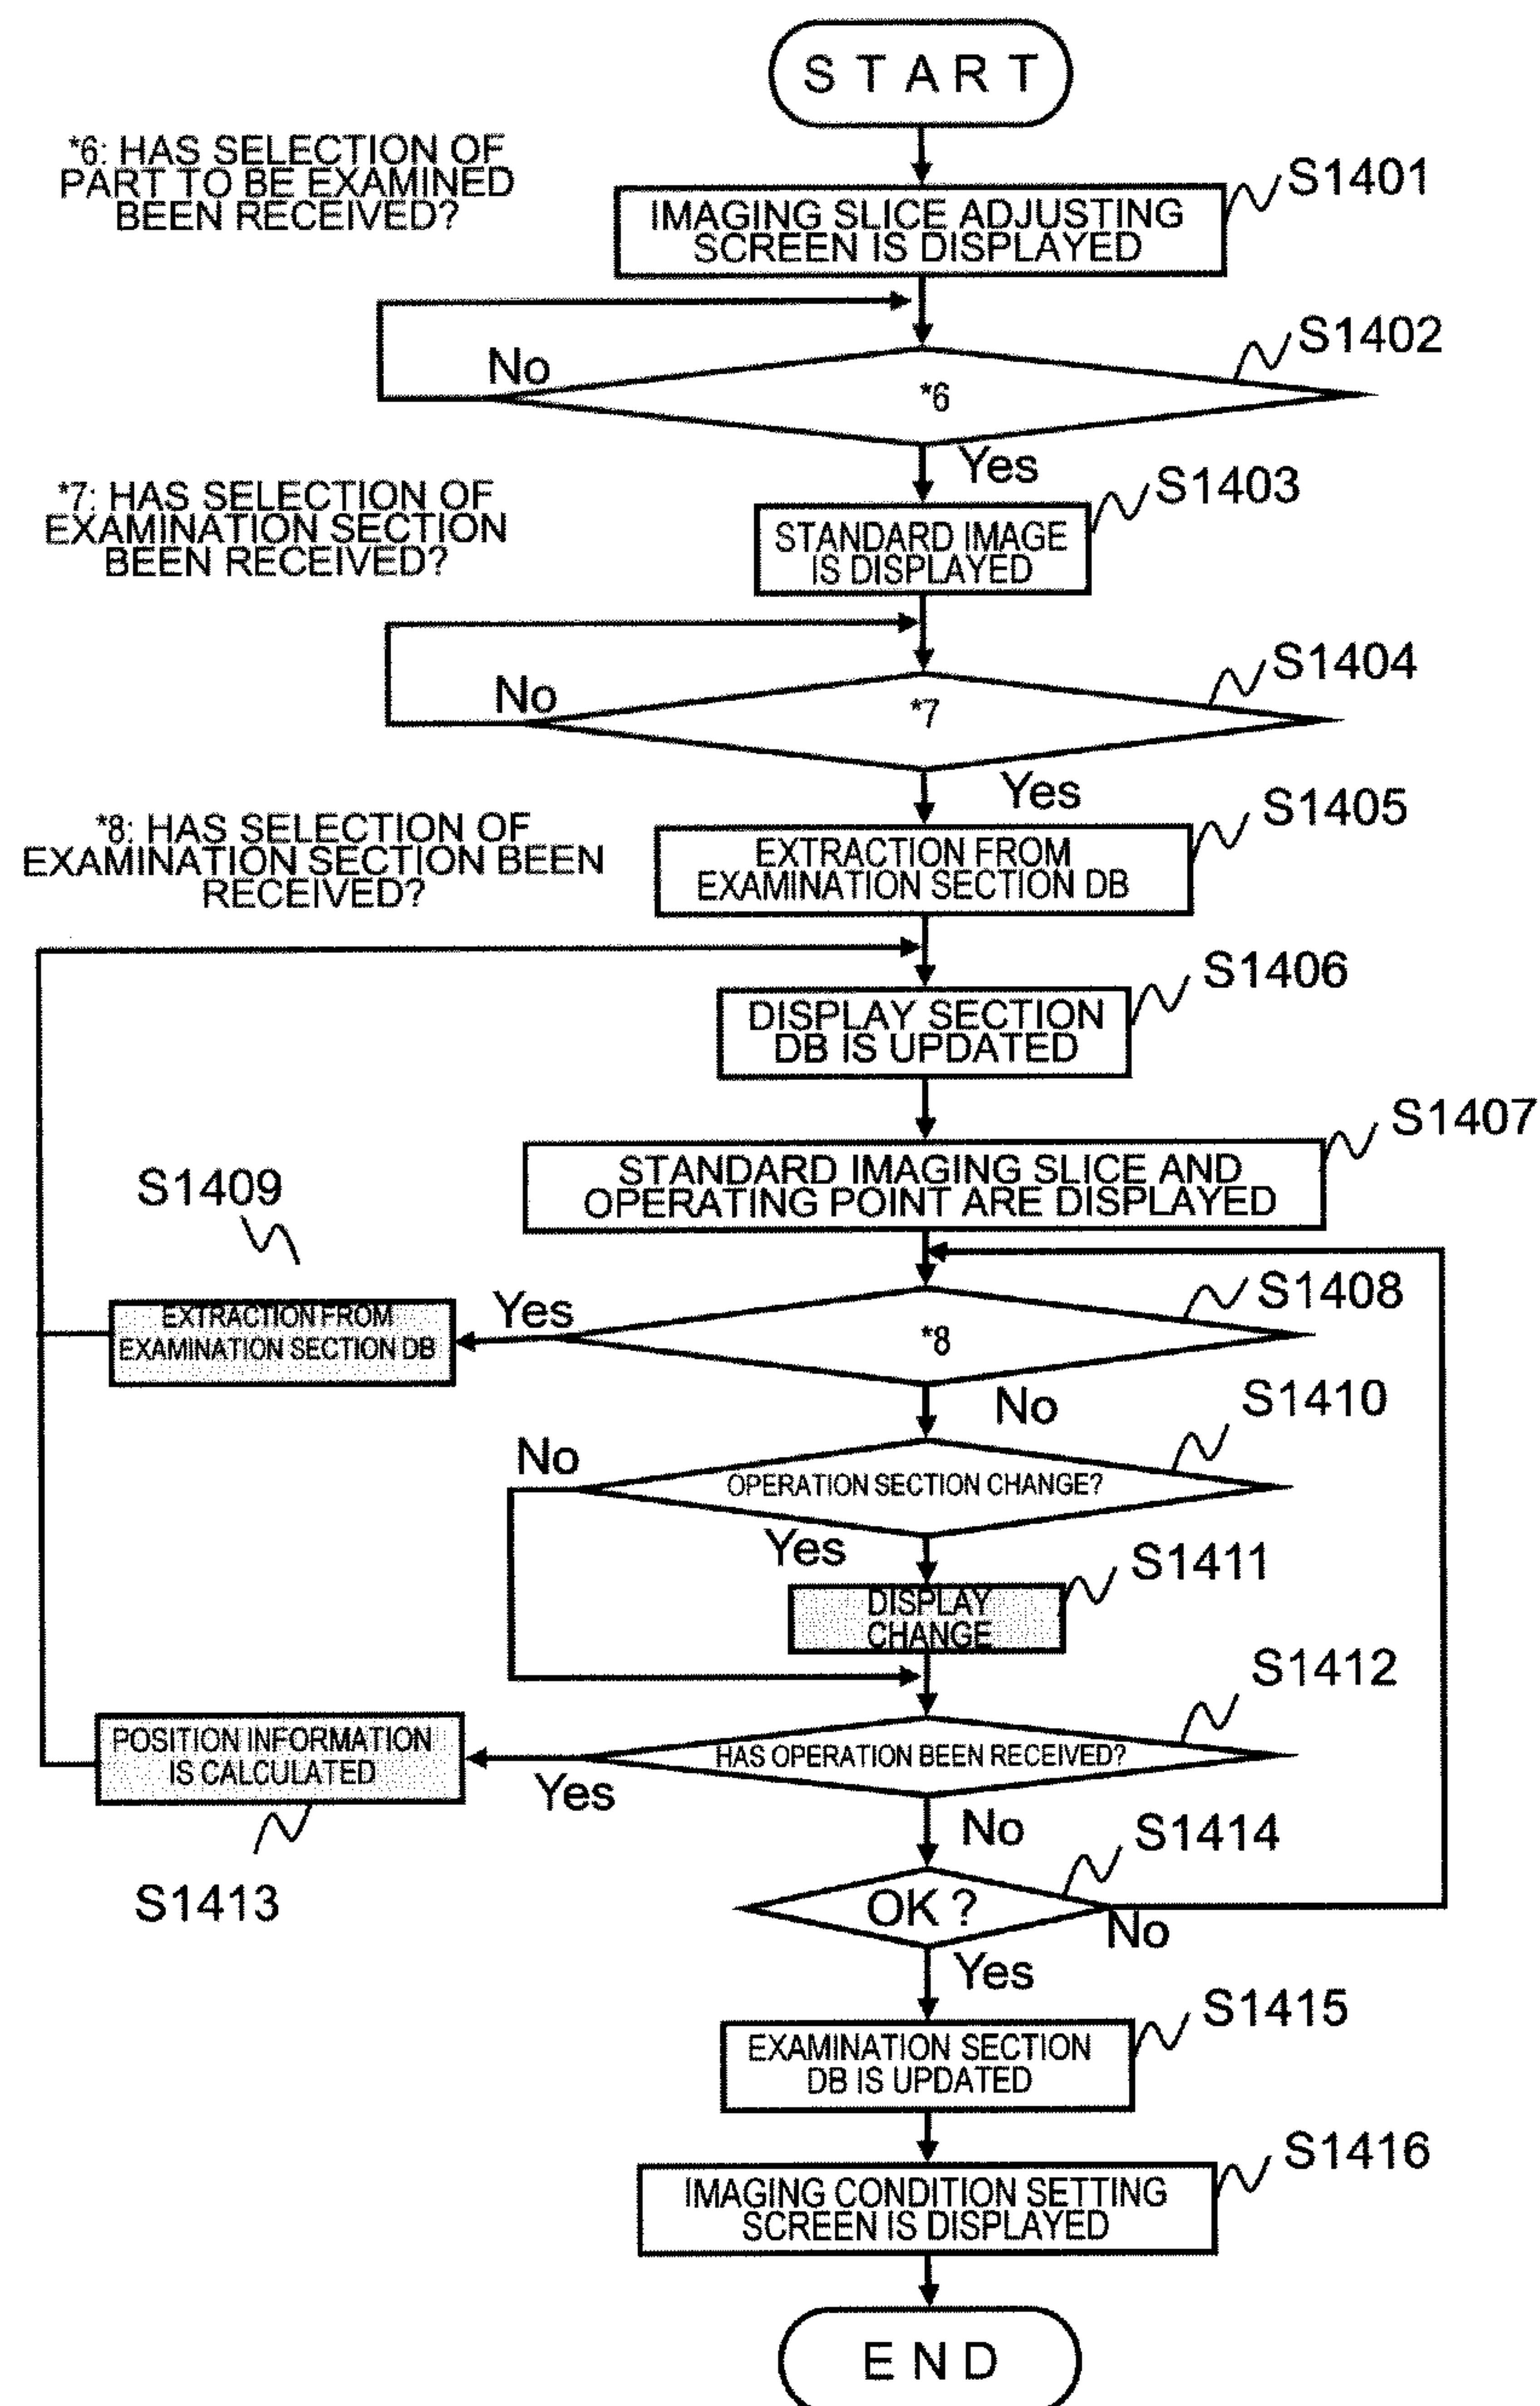 START
*6: HAS SELECTION OF
PART TO BE EXAMINED
BEEN RECEIVED?
S1401
IMAGING SLICE ADJUSTING
SCREEN IS DISPLAYED
S1402
No
*6
Yes
*7: HAS SELECTION OF
EXAMINATION SECTION
BEEN RECEIVED?
S1403
STANDARD IMAGE
IS DISPLAYED
S1404
No
*7
Yes
*8: HAS SELECTION OF
EXAMINATION SECTION BEEN
RECEIVED?
S1405
EXTRACTION FROM
EXAMINATION SECTION DB
S1406
DISPLAY SECTION
DB IS UPDATED
S1407
STANDARD IMAGING SLICE AND
OPERATING POINT ARE DISPLAYED
S1409
S1408
EXTRACTION FROM
EXAMINATION SECTION DB
Yes
*8
No
S1410
No
OPERATION SECTION CHANGE?
Yes
S1411
DISPLAY
CHANGE
S1412
POSITION INFORMATION
IS CALCULATED
HAS OPERATION BEEN RECEIVED?
Yes
No
S1413
S1414
OK ?
No
Yes
S1415
EXAMINATION SECTION
DB IS UPDATED
S1416
IMAGING CONDITION SETTING
SCREEN IS DISPLAYED
END